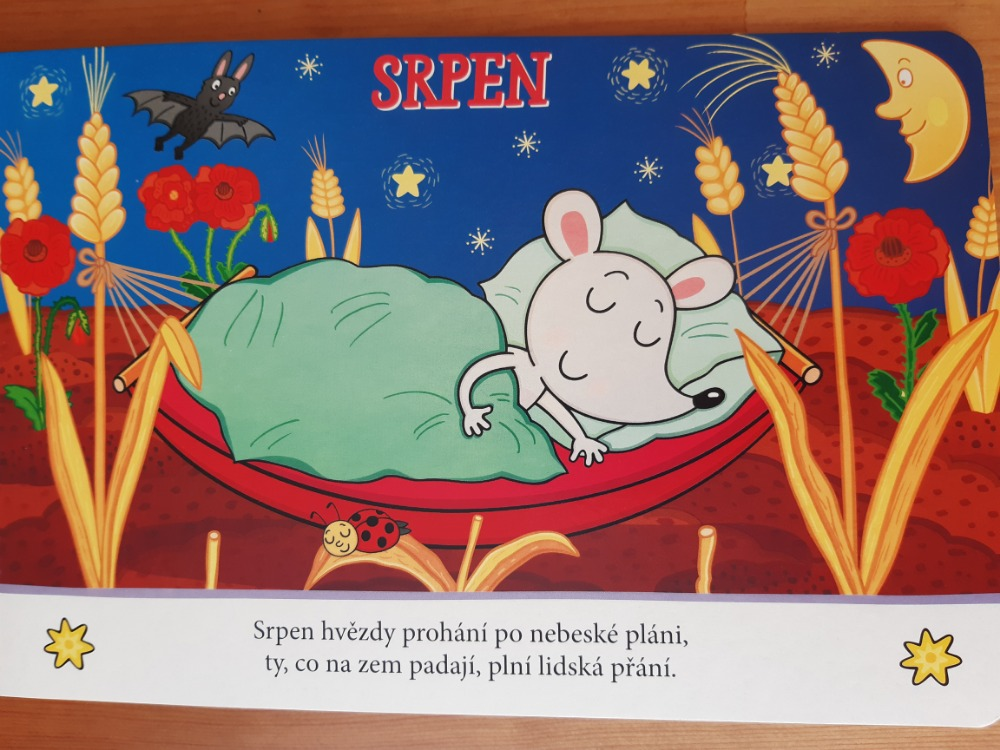 SRPEN
Srpen hvězdy prohání po nebeské pláni,
ty, co na zem padají, plní lidská přání.